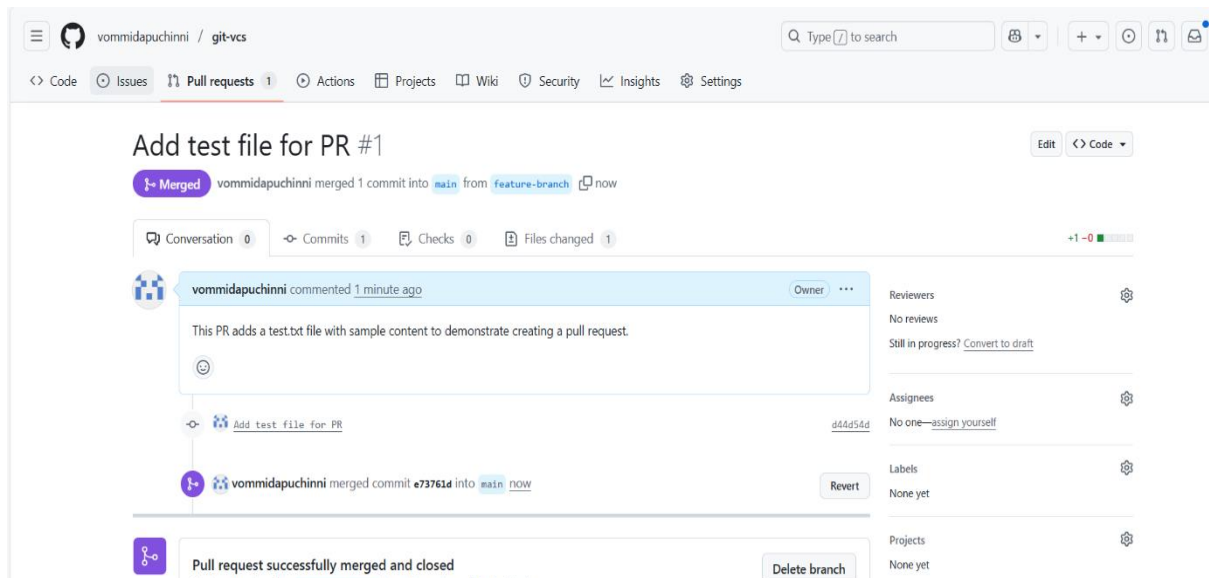 vommidapuchinni / git-vcs
Type / to search
Code Issues Pull requests 1 Actions Projects Wiki Security Insights Settings
Add test file for PR #1
Edit <> Code
Merged vommidapuchinni merged 1 commit into main from feature-branch now
Conversation 0 Commits 1 Checks 0 Files changed 1
+1 −0
vommidapuchinni commented 1 minute ago
Owner
This PR adds a test.txt file with sample content to demonstrate creating a pull request.
Add test file for PR
d44d54d
vommidapuchinni merged commit e73761d into main now
Revert
Pull request successfully merged and closed
Delete branch
Reviewers
No reviews
Still in progress? Convert to draft
Assignees
No one—assign yourself
Labels
None yet
Projects
None yet